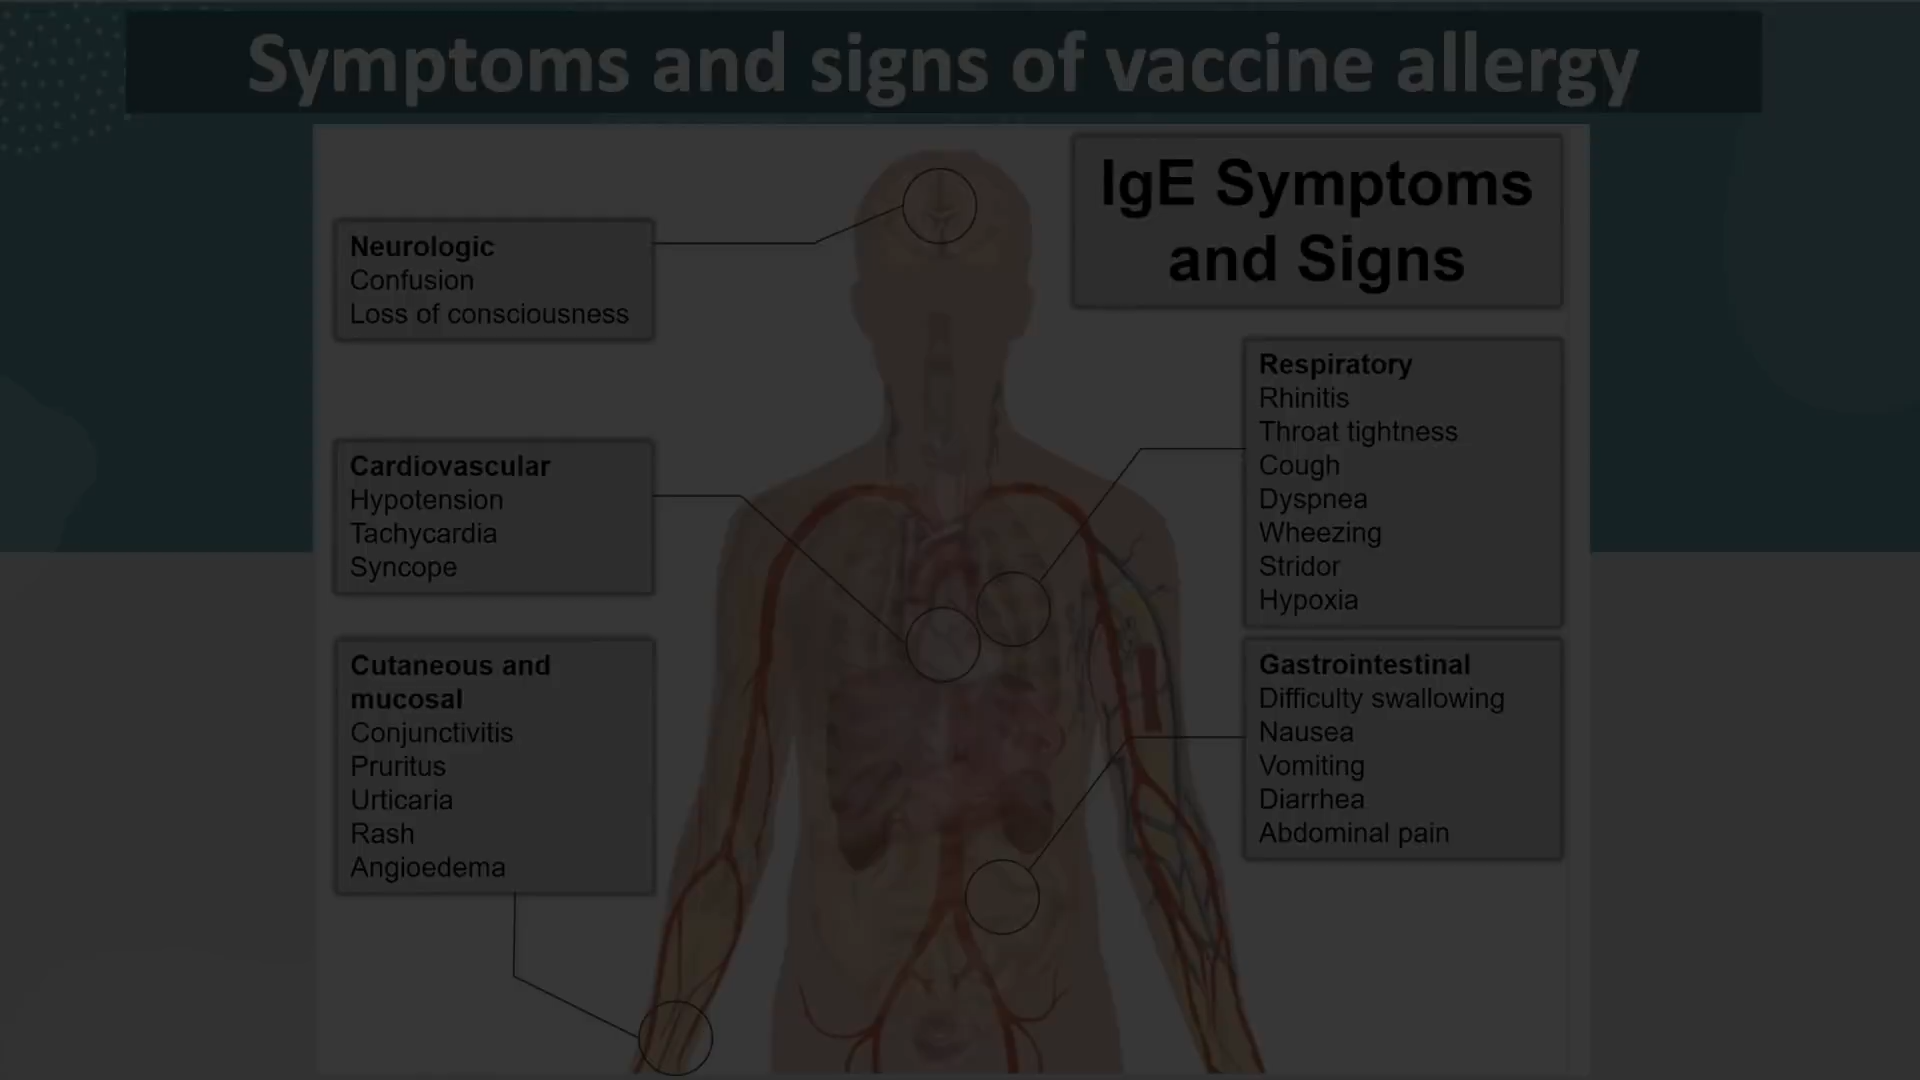 Symptoms and signs of vaccine allergy
IgE Symptoms
and Signs
Neurologic
Confusion
Loss of consciousness
Cardiovascular
Hypotension
Tachycardia
Syncope
Cutaneous and
mucosal
Conjunctivitis
Pruritus
Urticaria
Rash
Angioedema
Respiratory
Rhinitis
Throat tightness
Cough
Dyspnea
Wheezing
Stridor
Hypoxia
Gastrointestinal
Difficulty swallowing
Nausea
Vomiting
Diarrhea
Abdominal pain